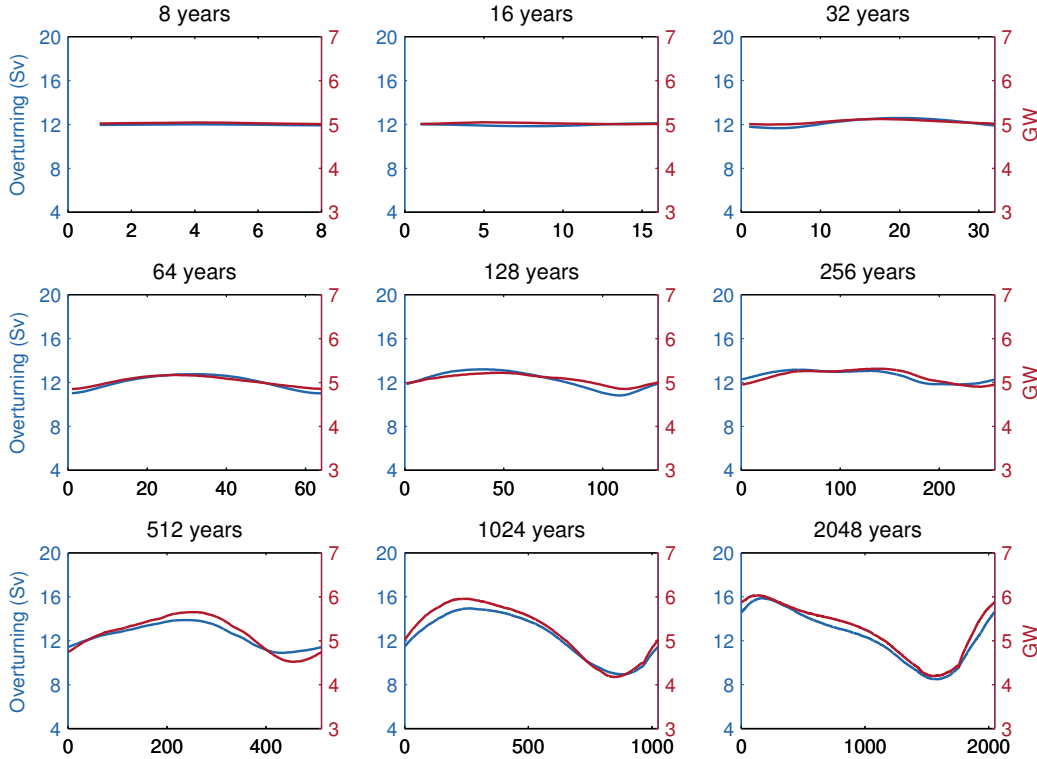 8 years 16 years 32 years
20 7 20 7 20 7
16 6 16 6 16 6
12 5 12 5 12 5
8 4 8 4 8 4
4 3 4 3 4 3
Overturning (Sv) GW
0 2 4 6 8 0 5 10 15 0 10 20 30
64 years 128 years 256 years
20 7 20 7 20 7
16 6 16 6 16 6
12 5 12 5 12 5
8 4 8 4 8 4
4 3 4 3 4 3
Overturning (Sv) GW
0 20 40 60 0 50 100 0 100 200
512 years 1024 years 2048 years
20 7 20 7 20 7
16 6 16 6 16 6
12 5 12 5 12 5
8 4 8 4 8 4
4 3 4 3 4 3
Overturning (Sv) GW
0 200 400 0 500 1000 0 1000 2000